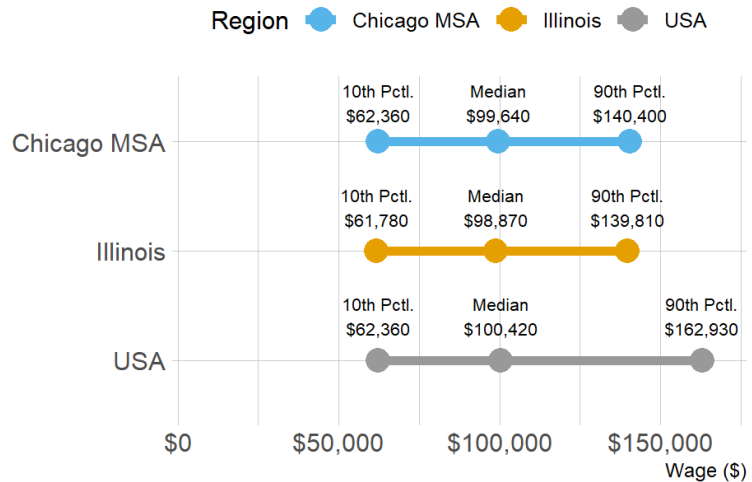 Region Chicago MSA Illinois USA
10th Pctl. Median 90th Pctl.
$62,360 $99,640 $140,400
Chicago MSA
10th Pctl. Median 90th Pctl.
$61,780 $98,870 $139,810
Illinois
10th Pctl. Median 90th Pctl.
$62,360 $100,420 $162,930
USA
$0 $50,000 $100,000 $150,000
Wage ($)